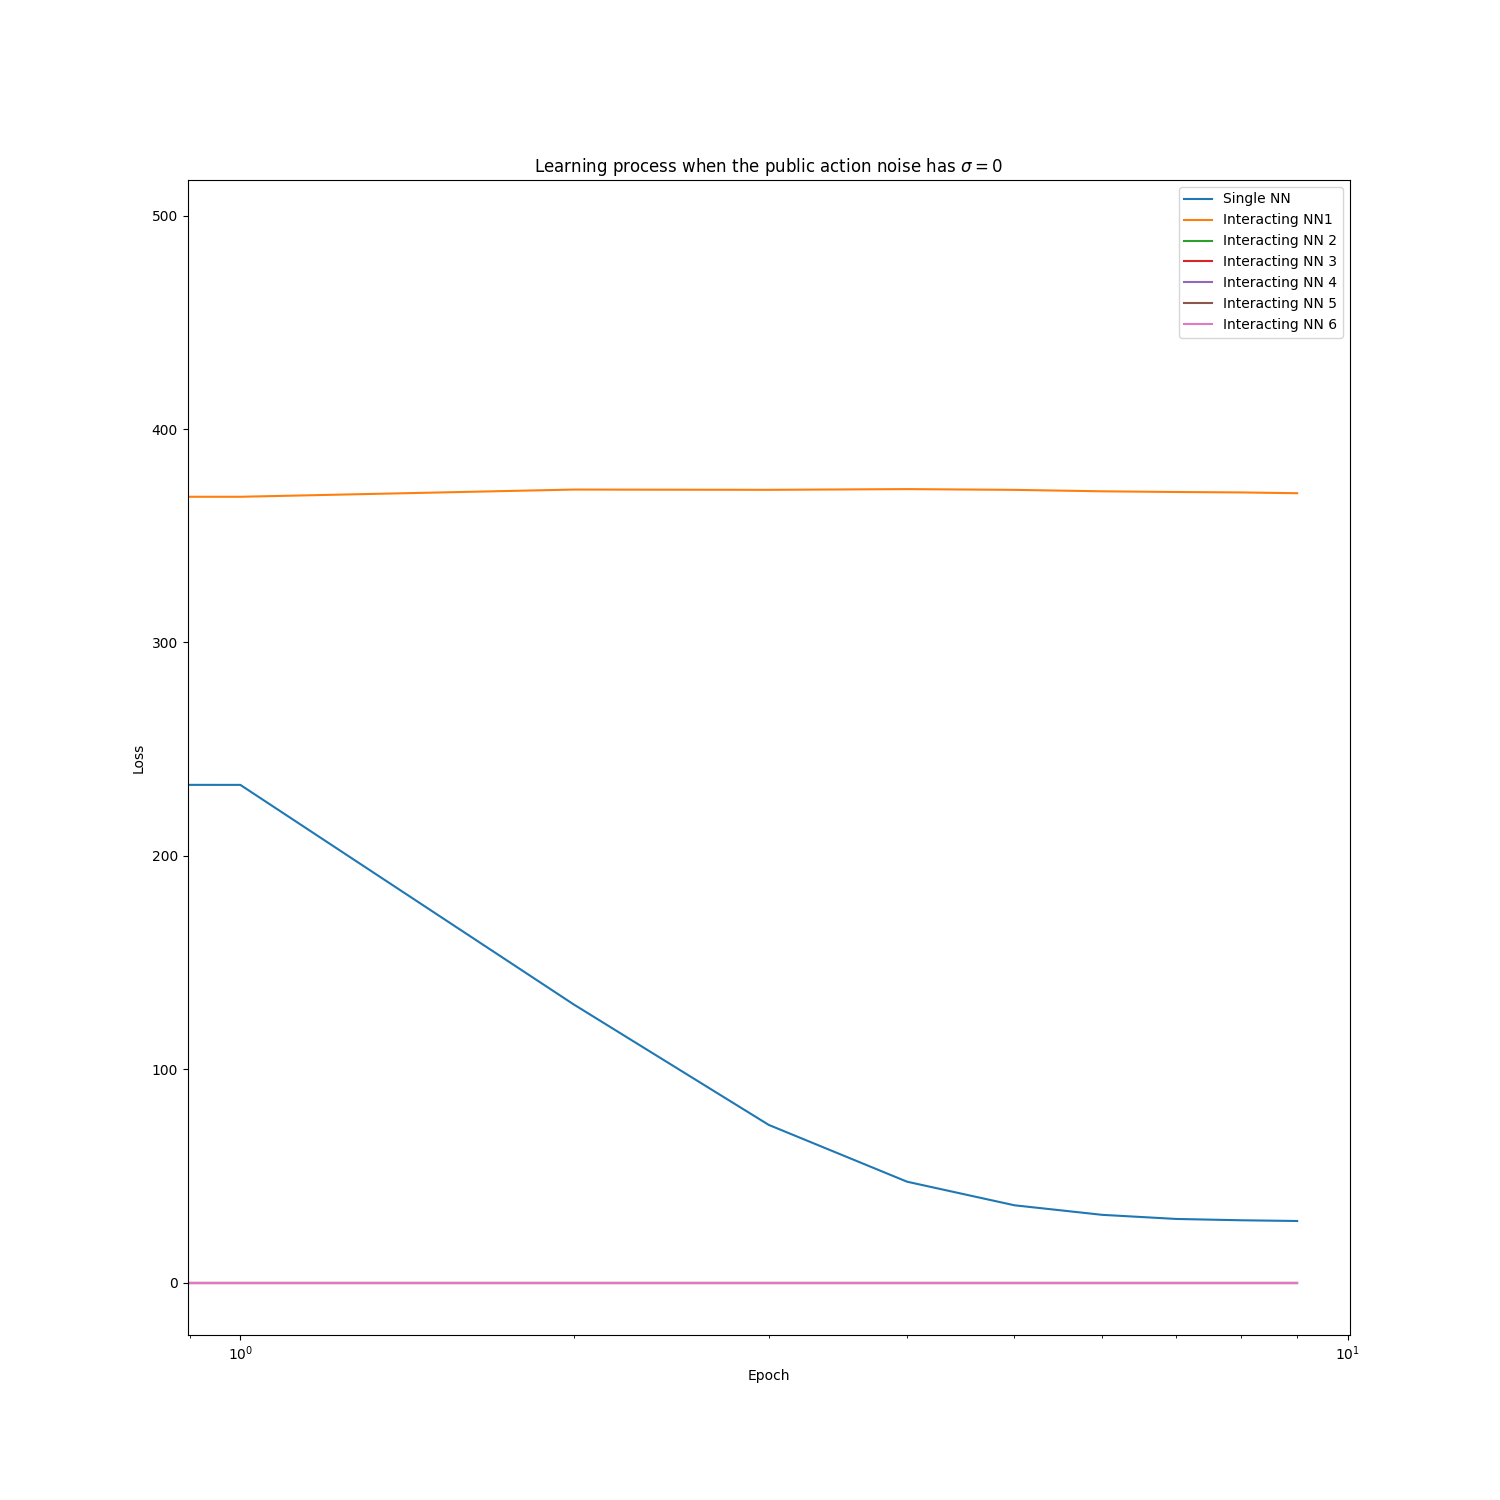 Learning process when the public action noise has σ = 0
500
400
300
200
100
0
Loss
Single NN
Interacting NN1
Interacting NN 2
Interacting NN 3
Interacting NN 4
Interacting NN 5
Interacting NN 6
10⁰
10¹
Epoch